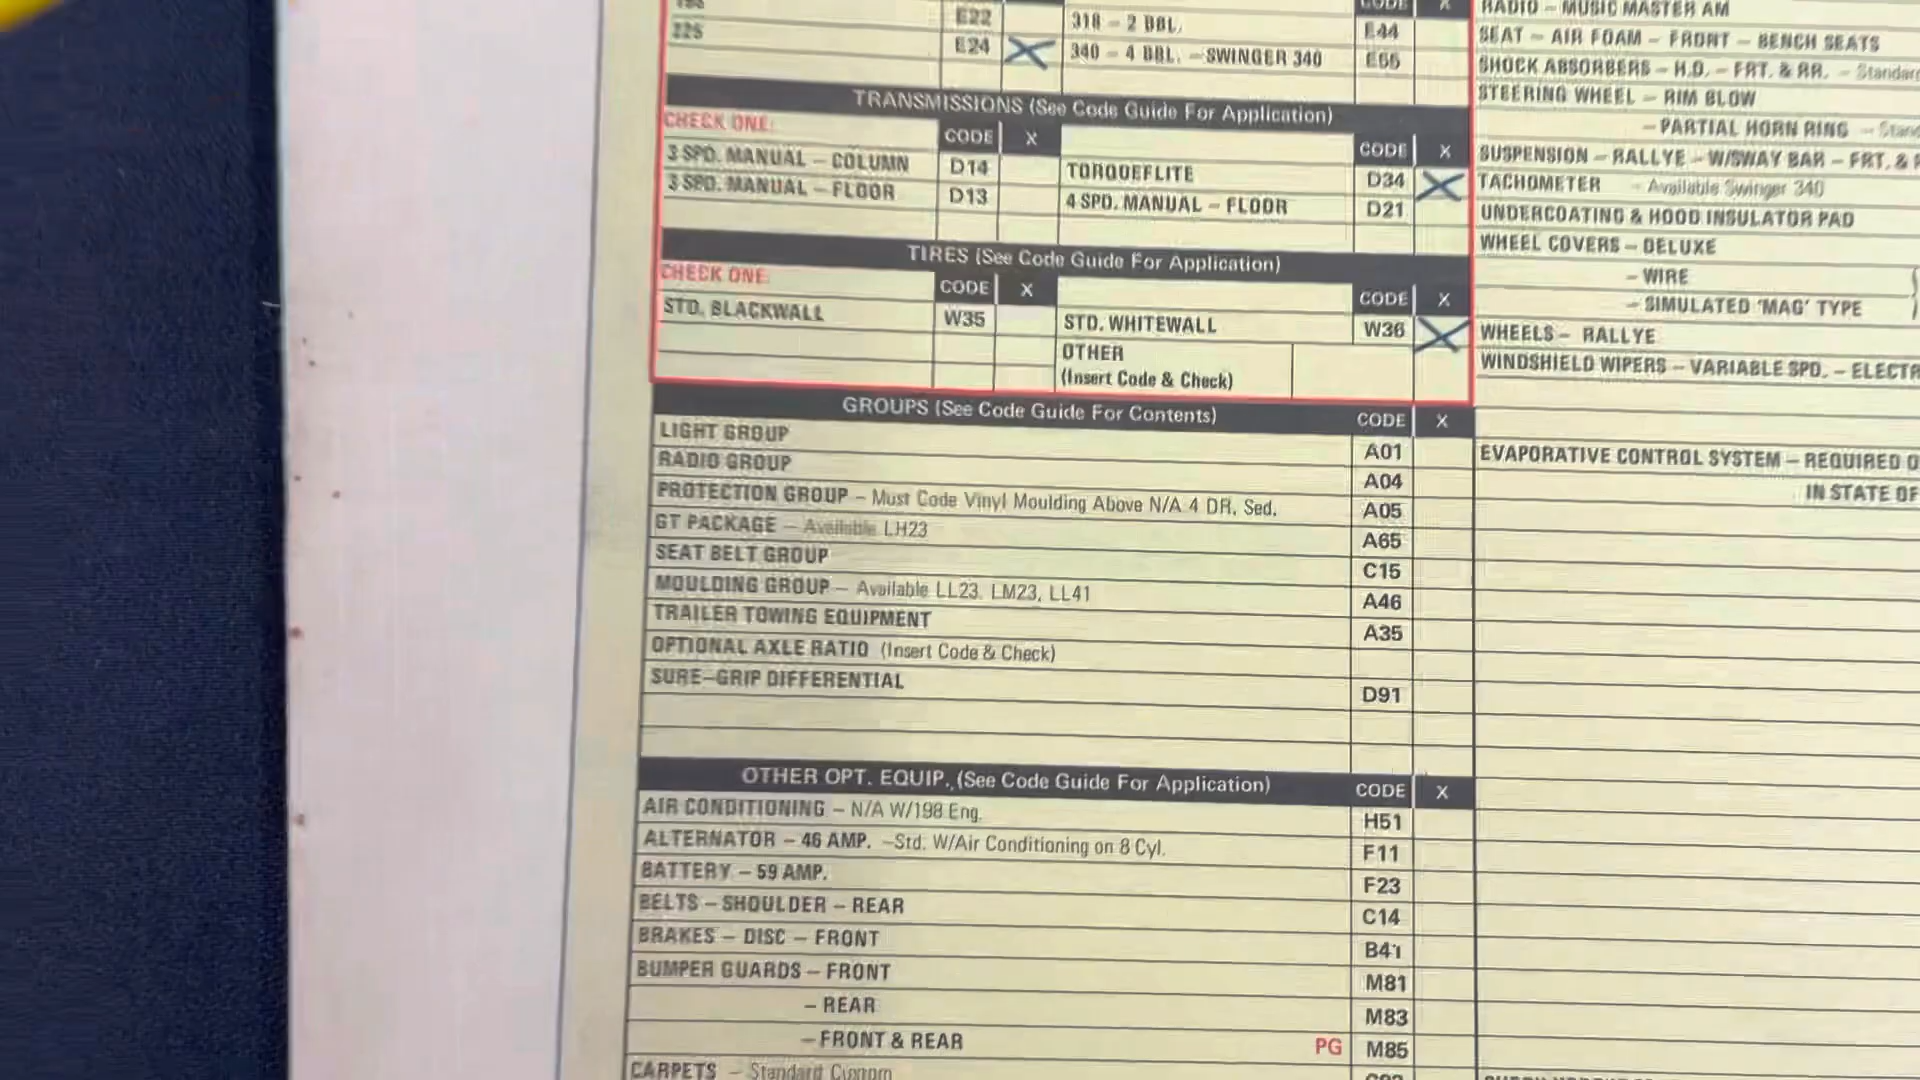 198 E22 318 – 2 BBL. E44
225 E24 X 340 – 4 BBL. – SWINGER 340 E55
CODE X
TRANSMISSIONS (See Code Guide For Application)
CHECK ONE: CODE X CODE X
3 SPD. MANUAL – COLUMN D14 TORQUEFLITE D34 X
3 SPD. MANUAL – FLOOR D13 4 SPD. MANUAL – FLOOR D21
TIRES (See Code Guide For Application)
CHECK ONE: CODE X CODE X
STD. BLACKWALL W35 STD. WHITEWALL W36 X
OTHER
(Insert Code & Check)
GROUPS (See Code Guide For Contents) CODE X
LIGHT GROUP A01
RADIO GROUP A04
PROTECTION GROUP – Must Code Vinyl Moulding Above N/A 4 DR. Sed. A05
GT PACKAGE – Available LH23 A65
SEAT BELT GROUP C15
MOULDING GROUP – Available LL23, LM23, LL41 A46
TRAILER TOWING EQUIPMENT A35
OPTIONAL AXLE RATIO (Insert Code & Check)
SURE–GRIP DIFFERENTIAL D91
OTHER OPT. EQUIP., (See Code Guide For Application) CODE X
AIR CONDITIONING – N/A W/198 Eng. H51
ALTERNATOR – 46 AMP. –Std. W/Air Conditioning on 8 Cyl. F11
BATTERY – 59 AMP. F23
BELTS – SHOULDER – REAR C14
BRAKES – DISC – FRONT B41
BUMPER GUARDS – FRONT M81
– REAR M83
– FRONT & REAR PG M85
CARPETS – Standard Custom
RADIO – MUSIC MASTER AM
SEAT – AIR FOAM – FRONT – BENCH SEATS
SHOCK ABSORBERS – H.D. – FRT. & RR. – Standard
STEERING WHEEL – RIM BLOW
– PARTIAL HORN RING –
SUSPENSION – RALLYE – W/SWAY BAR – FRT. &
TACHOMETER – Available Swinger 340
UNDERCOATING & HOOD INSULATOR PAD
WHEEL COVERS – DELUXE
– WIRE
– SIMULATED 'MAG' TYPE
WHEELS – RALLYE
WINDSHIELD WIPERS – VARIABLE SPD. – ELECTR
EVAPORATIVE CONTROL SYSTEM – REQUIRED O
IN STATE OF